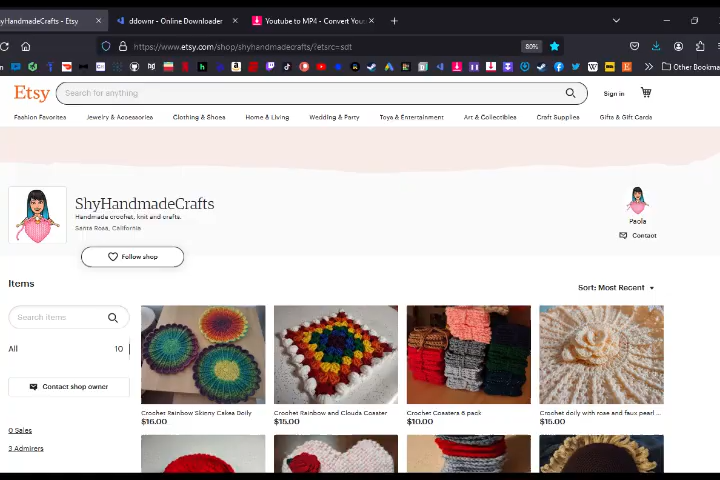 yHandmadeCrafts - Etsy
ddownr - Online Downloader
Youtube to MP4 - Convert You
https://www.etsy.com/shop/shyhandmadecrafts/?etsrc=sdt
80%
Other Bookmar
Etsy
Search for anything
Sign in
Fashion Favorites
Jewelry & Accessories
Clothing & Shoes
Home & Living
Wedding & Party
Toys & Entertainment
Art & Collectibles
Craft Supplies
Gifts & Gift Cards
ShyHandmadeCrafts
Handmade crochet, knit and crafts.
Santa Rosa, California
Follow shop
Paola
Contact
Items
Sort: Most Recent
Search items
All 10
Contact shop owner
0 Sales
3 Admirers
Crochet Rainbow Skinny Cakes Doily
$16.00
Crochet Rainbow and Clouds Coaster
$15.00
Crochet Coasters 6 pack
$10.00
Crochet doily with rose and faux pearl ...
$15.00